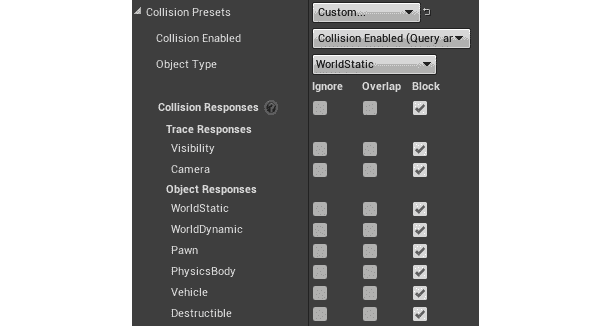 Collision Presets Custom...
Collision Enabled Collision Enabled (Query ar
Object Type WorldStatic
Ignore Overlap Block
Collision Responses ?
Trace Responses
Visibility
Camera
Object Responses
WorldStatic
WorldDynamic
Pawn
PhysicsBody
Vehicle
Destructible